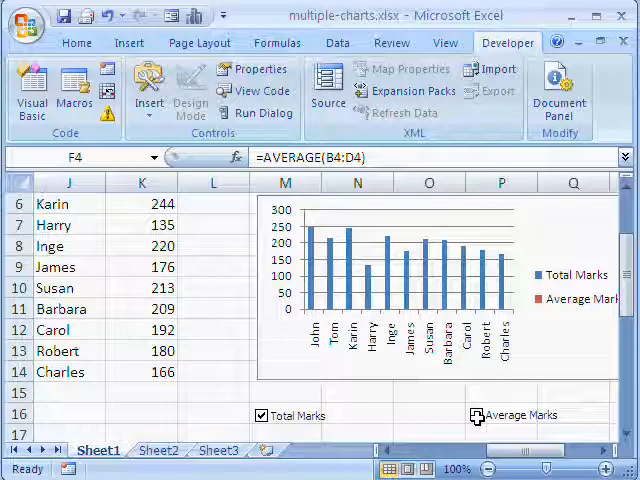 multiple-charts.xlsx - Microsoft Excel
Home Insert Page Layout Formulas Data Review View Developer
Visual Basic
Macros
Code
Insert
Design Mode
Properties
View Code
Run Dialog
Controls
Source
Map Properties
Expansion Packs
Refresh Data
Import
Export
XML
Document Panel
Modify
F4 fx =AVERAGE(B4:D4)
J K L M N O P Q
6 Karin 244
7 Harry 135
8 Inge 220
9 James 176
10 Susan 213
11 Barbara 209
12 Carol 192
13 Robert 180
14 Charles 166
15
16
17
300
250
200
150
100
50
0
John Tom Karin Harry Inge James Susan Barbara Carol Robert Charles
Total Marks
Average Mark
Total Marks Average Marks
Sheet1 Sheet2 Sheet3
Ready 100%